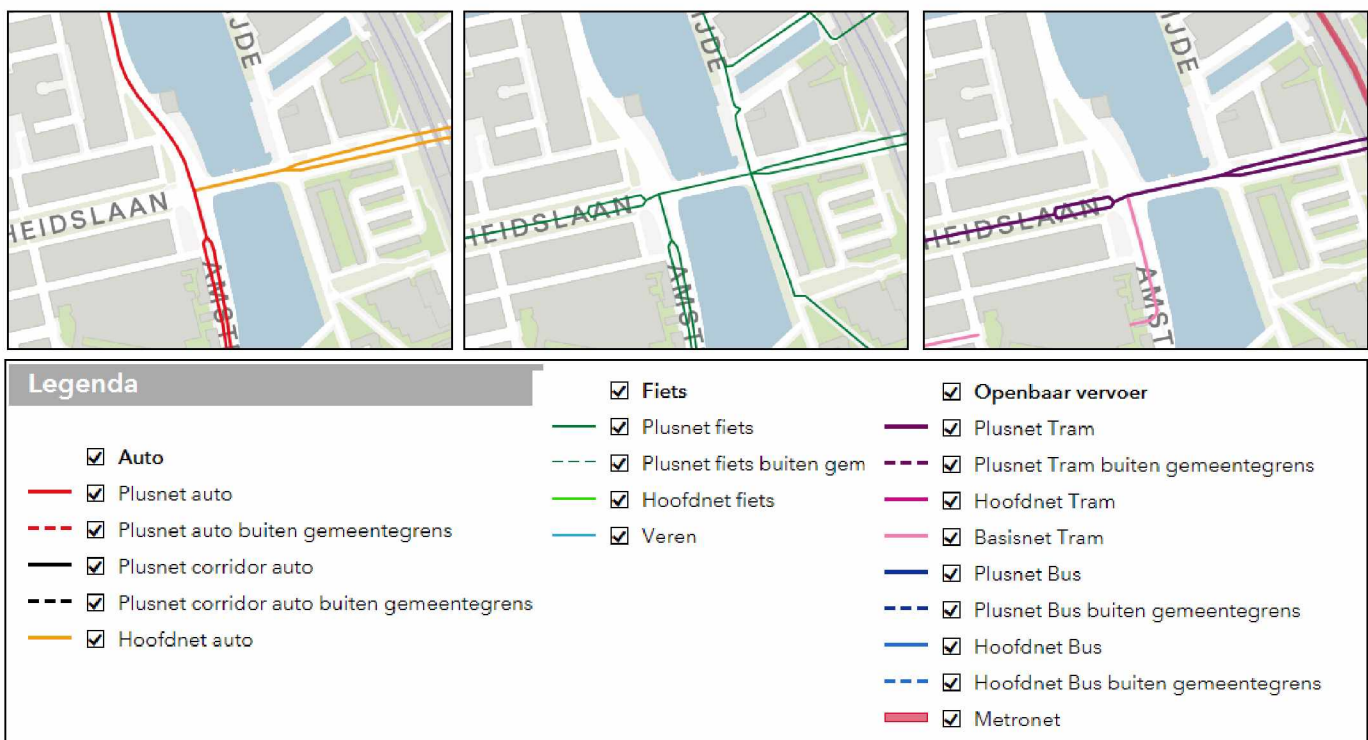 IJDE
HEIDSLAAN
AMST
IJDE
HEIDSLAAN
AMST
IJDE
HEIDSLAAN
AMST
Legenda
Auto
Plusnet auto
Plusnet auto buiten gemeentegrens
Plusnet corridor auto
Plusnet corridor auto buiten gemeentegrens
Hoofdnet auto
Fiets
Plusnet fiets
Plusnet fiets buiten gem
Hoofdnet fiets
Veren
Openbaar vervoer
Plusnet Tram
Plusnet Tram buiten gemeentegrens
Hoofdnet Tram
Basisnet Tram
Plusnet Bus
Plusnet Bus buiten gemeentegrens
Hoofdnet Bus
Hoofdnet Bus buiten gemeentegrens
Metronet